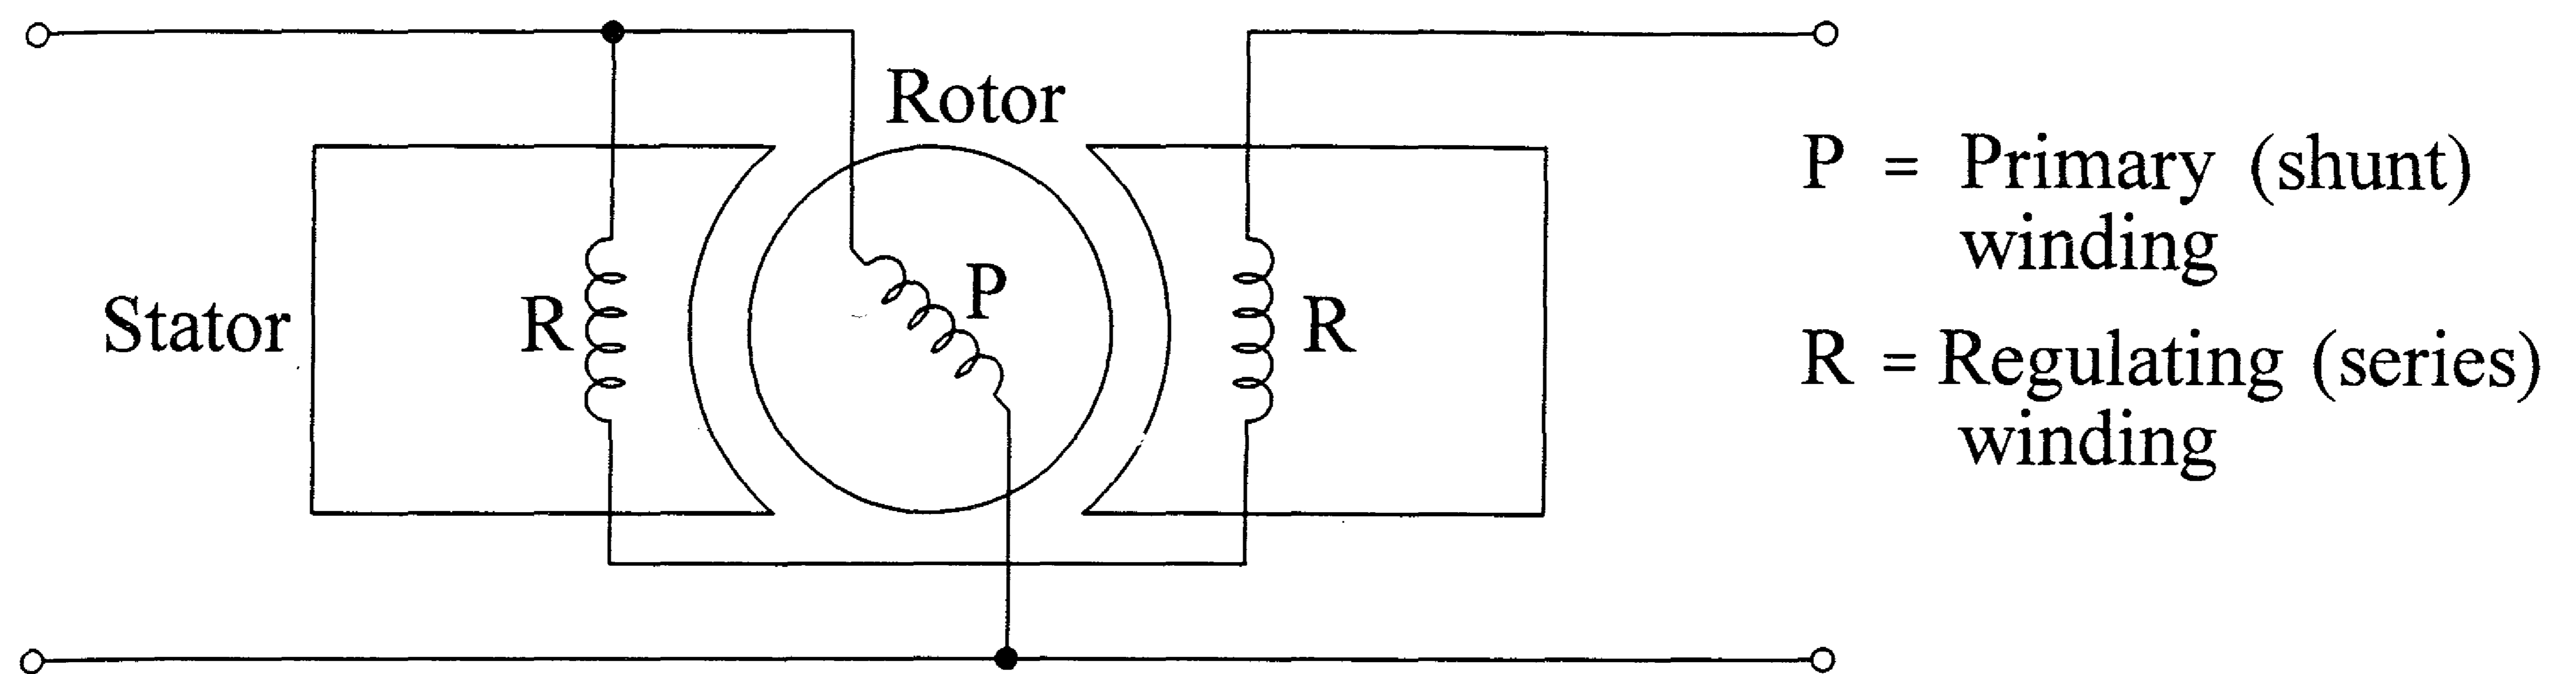 Rotor
P = Primary (shunt)
winding
Stator
R
P
R
R = Regulating (series)
winding